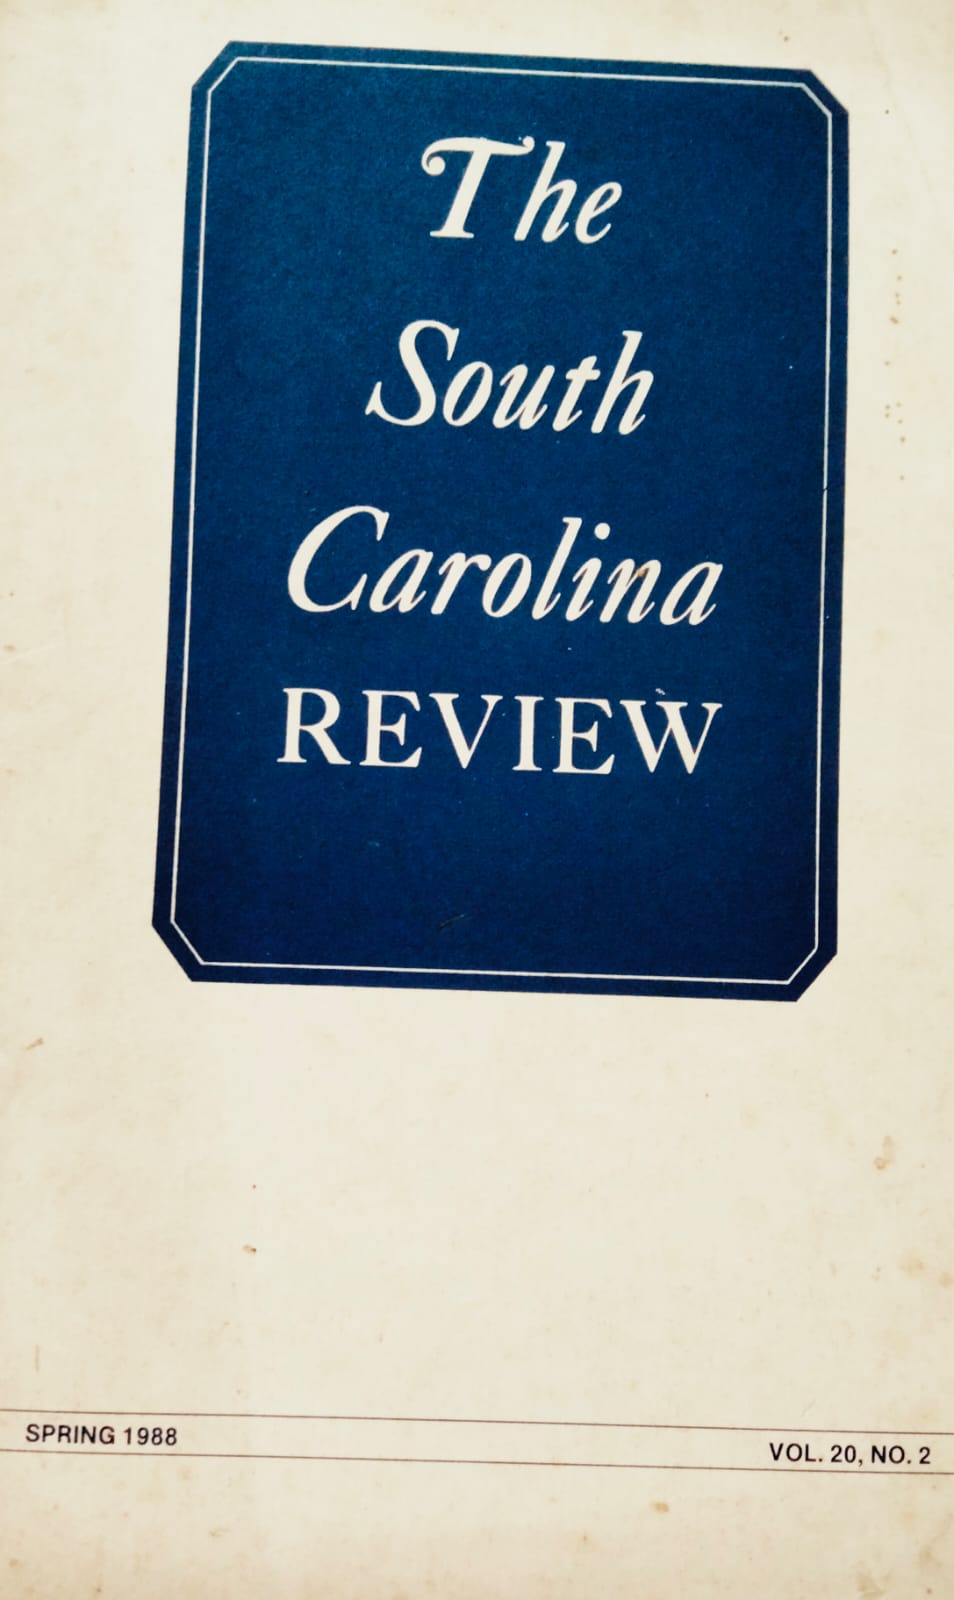 The
South
Carolina
REVIEW
SPRING 1988
VOL. 20, NO. 2